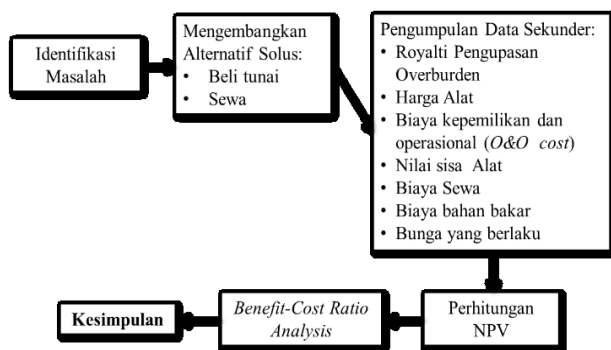 Identifikasi
Masalah
Mengembangkan
Alternatif Solus:
• Beli tunai
• Sewa
Pengumpulan Data Sekunder:
• Royalti Pengupasan
Overburden
• Harga Alat
• Biaya kepemilikan dan
operasional (O&O cost)
• Nilai sisa Alat
• Biaya Sewa
• Biaya bahan bakar
• Bunga yang berlaku
Perhitungan
NPV
Benefit-Cost Ratio
Analysis
Kesimpulan